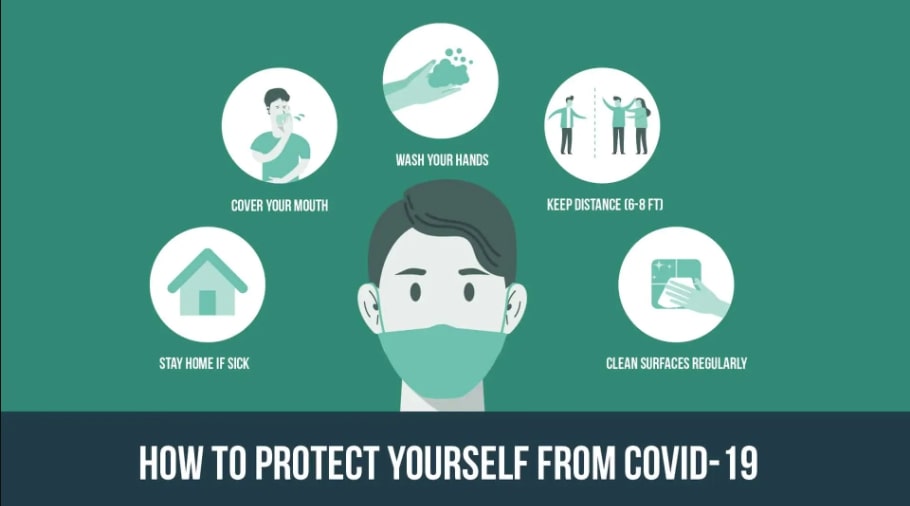 WASH YOUR HANDS
COVER YOUR MOUTH
KEEP DISTANCE (6-8 FT)
STAY HOME IF SICK
CLEAN SURFACES REGULARLY
HOW TO PROTECT YOURSELF FROM COVID-19